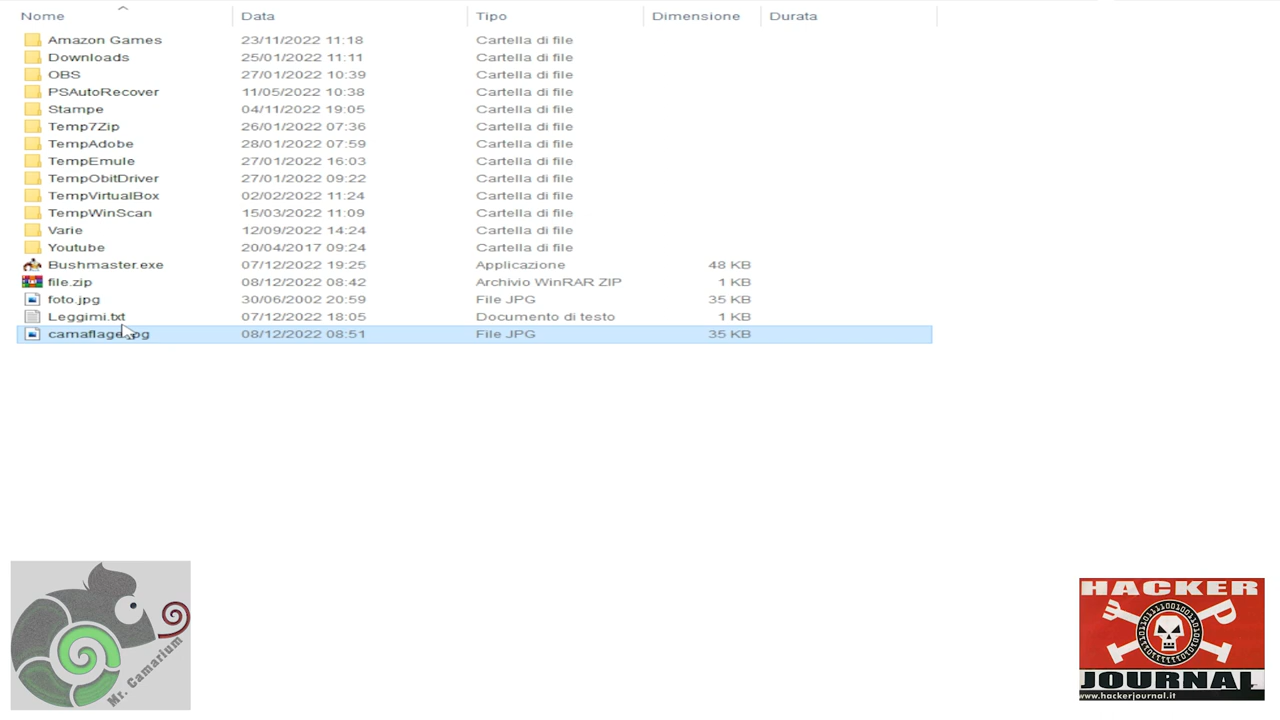 Nome Data Tipo Dimensione Durata
Amazon Games 23/11/2022 11:18 Cartella di file
Downloads 25/01/2022 11:11 Cartella di file
OBS 27/01/2022 10:39 Cartella di file
PSAutoRecover 11/05/2022 10:38 Cartella di file
Stampe 04/11/2022 19:05 Cartella di file
Temp7Zip 26/01/2022 07:36 Cartella di file
TempAdobe 28/01/2022 07:59 Cartella di file
TempEmule 27/01/2022 16:03 Cartella di file
TempObitDriver 27/01/2022 09:22 Cartella di file
TempVirtualBox 02/02/2022 11:24 Cartella di file
TempWinScan 15/03/2022 11:09 Cartella di file
Varie 12/09/2022 14:24 Cartella di file
Youtube 20/04/2017 09:24 Cartella di file
Bushmaster.exe 07/12/2022 19:25 Applicazione 48 KB
file.zip 08/12/2022 08:42 Archivio WinRAR ZIP 1 KB
foto.jpg 30/06/2002 20:59 File JPG 35 KB
Leggimi.txt 07/12/2022 18:05 Documento di testo 1 KB
08/12/2022 08:51 File JPG 35 KB
Mr. Camarium
HACKER
JOURNAL
www.hackerjournal.it